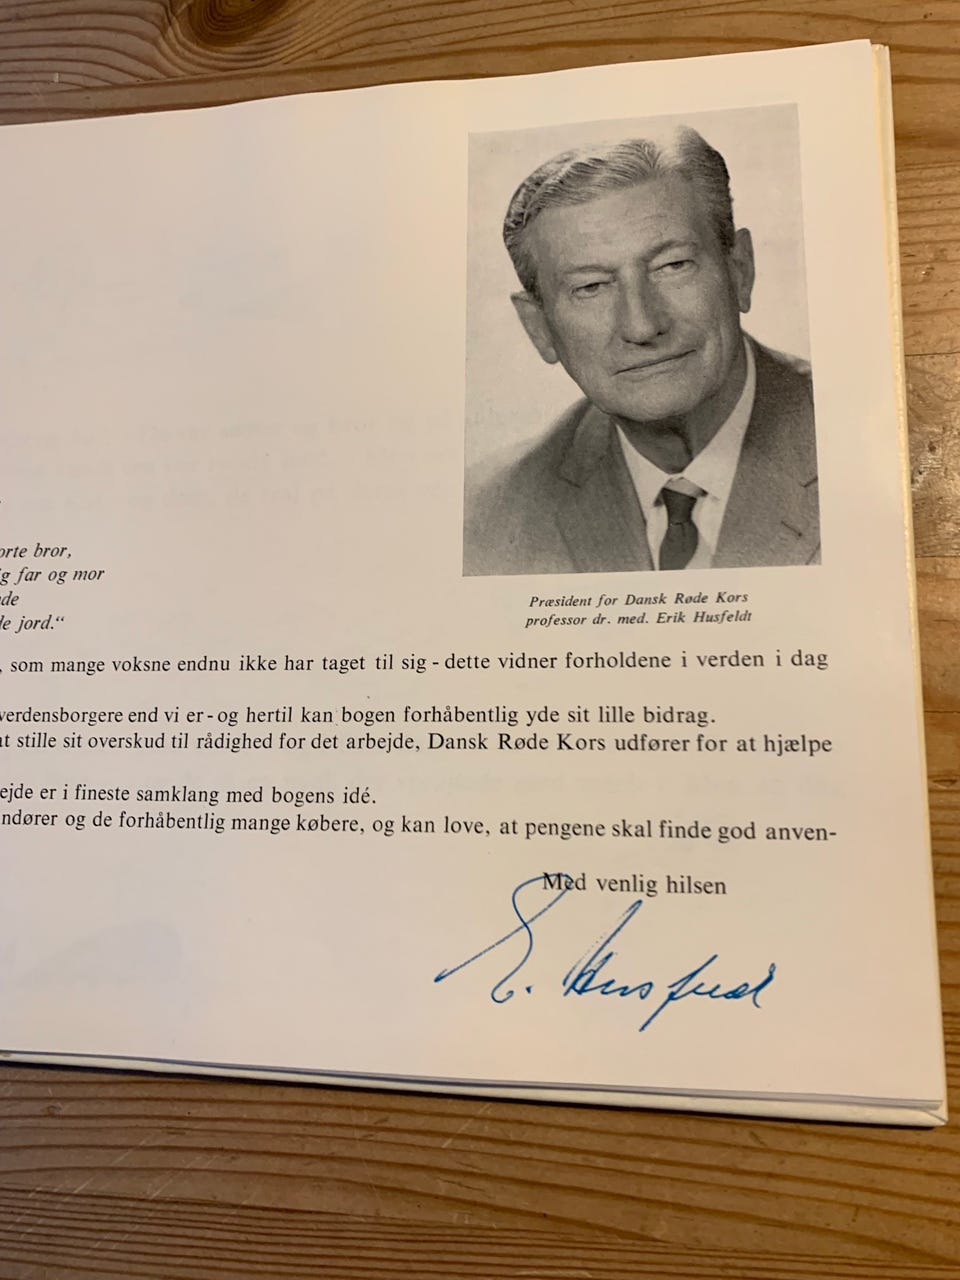 orte bror,
ig far og mor
de
le jord.“
Præsident for Dansk Røde Kors
professor dr. med. Erik Husfeldt
, som mange voksne endnu ikke har taget til sig - dette vidner forholdene i verden i dag
verdensborgere end vi er - og hertil kan bogen forhåbentlig yde sit lille bidrag.
at stille sit overskud til rådighed for det arbejde, Dansk Røde Kors udfører for at hjælpe
ejde er i fineste samklang med bogens idé.
ndører og de forhåbentlig mange købere, og kan love, at pengene skal finde god anven-
Med venlig hilsen
E. Husfeldt